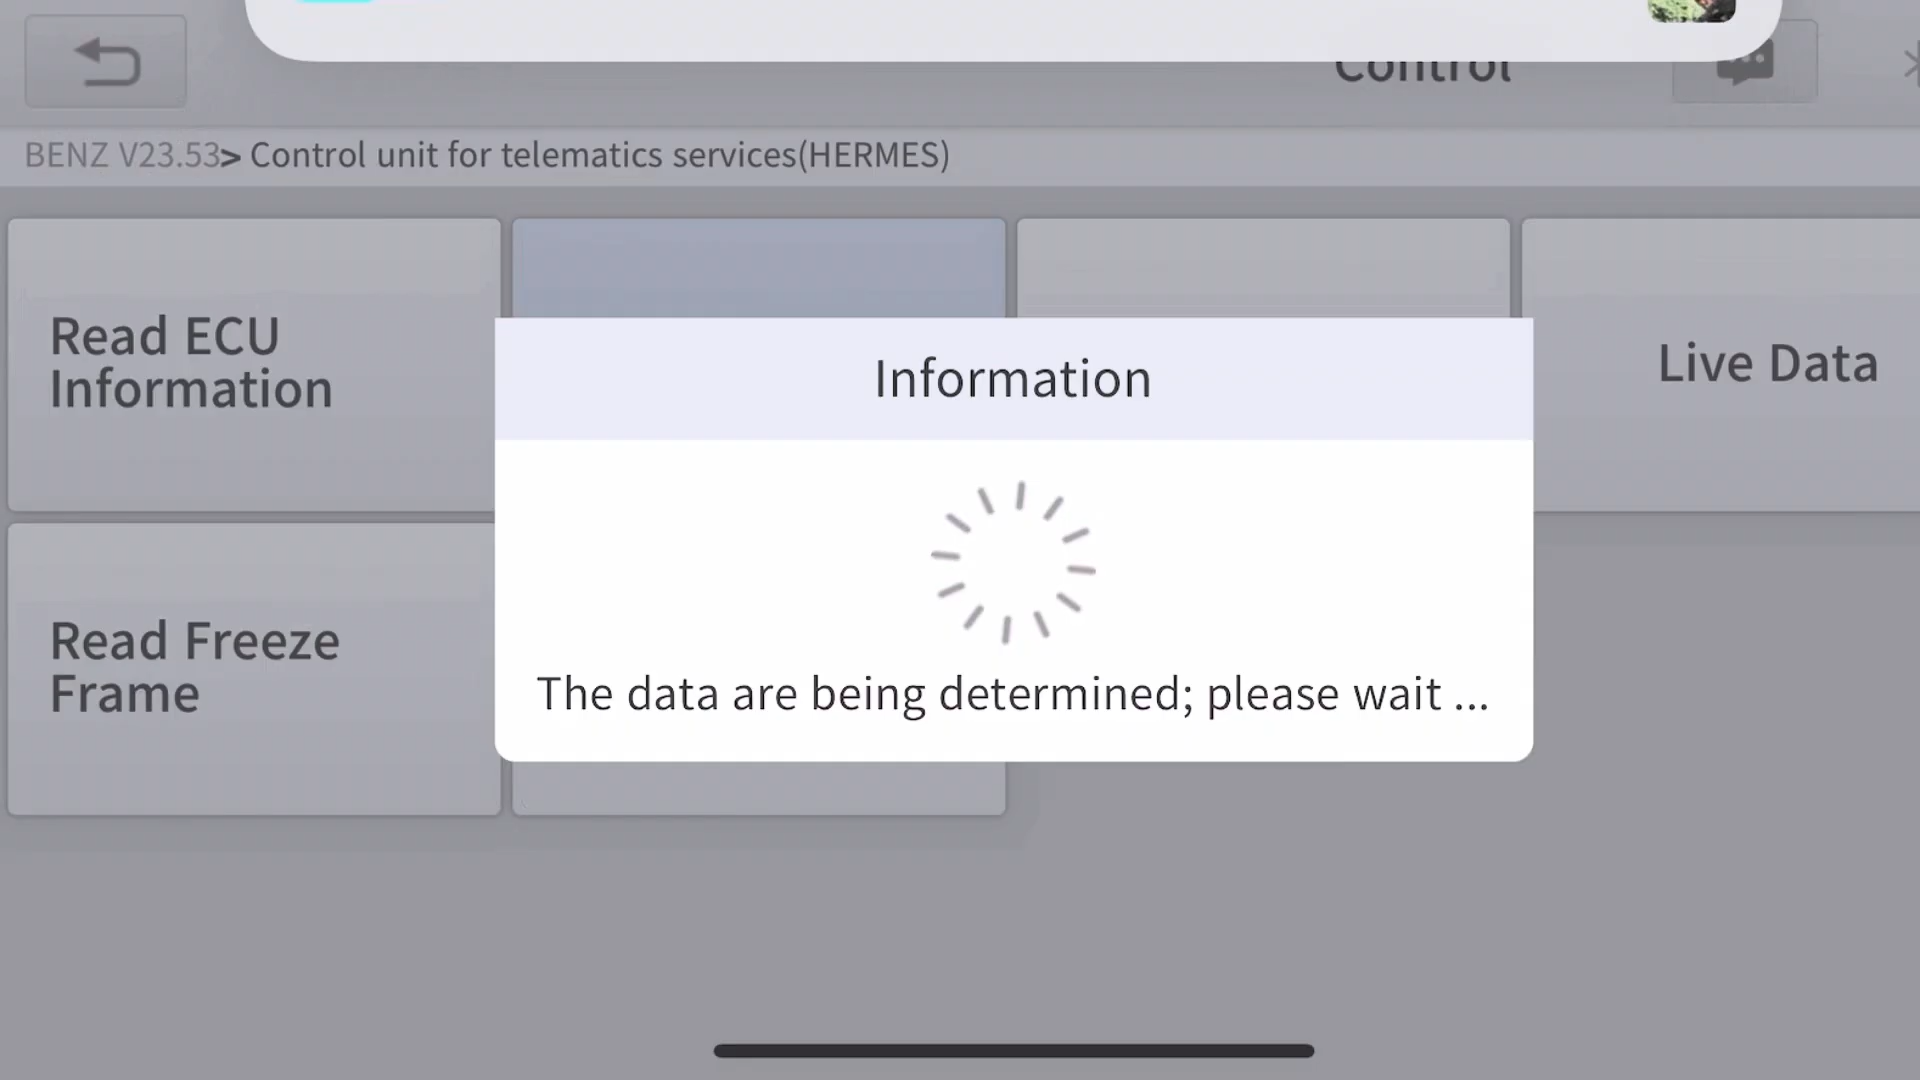 Control
BENZ V23.53> Control unit for telematics services(HERMES)
Read ECU
Information
Live Data
Information
The data are being determined; please wait ...
Read Freeze
Frame